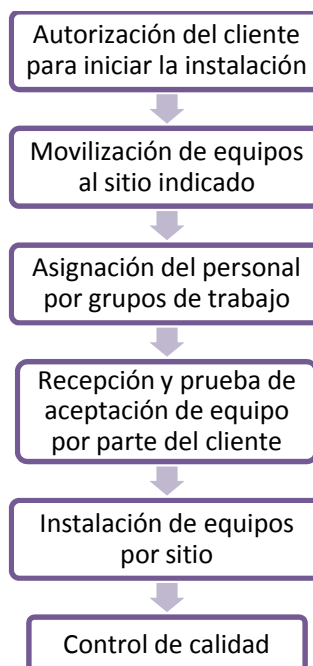 Autorización del cliente
para iniciar la instalación
Movilización de equipos
al sitio indicado
Asignación del personal
por grupos de trabajo
Recepción y prueba de
aceptación de equipo
por parte del cliente
Instalación de equipos
por sitio
Control de calidad